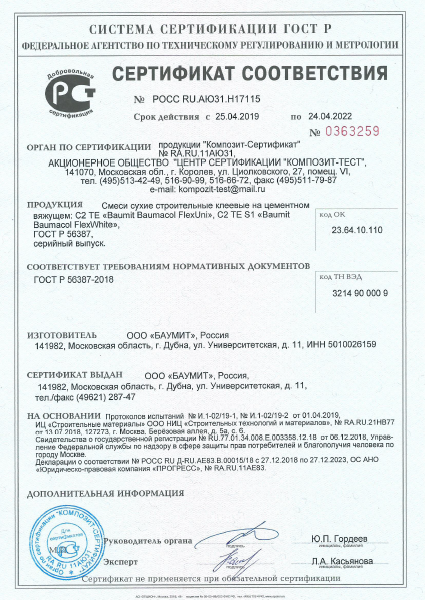 СИСТЕМА СЕРТИФИКАЦИИ ГОСТ Р
ФЕДЕРАЛЬНОЕ АГЕНТСТВО ПО ТЕХНИЧЕСКОМУ РЕГУЛИРОВАНИЮ И МЕТРОЛОГИИ
Добровольная
сертификация
СЕРТИФИКАТ СООТВЕТСТВИЯ
№ РОСС RU.АЮ31.Н17115
Срок действия с 25.04.2019 по 24.04.2022
№ 0363259
ОРГАН ПО СЕРТИФИКАЦИИ продукции "Композит-Сертификат"
№ RA.RU.11АЮ31,
АКЦИОНЕРНОЕ ОБЩЕСТВО "ЦЕНТР СЕРТИФИКАЦИИ "КОМПОЗИТ-ТЕСТ",
141070, Московская обл., г. Королев, ул. Циолковского, 27, помещ. VI,
тел. (495)513-42-49, 516-90-99, 516-66-72, факс (495)511-79-87
e-mail: kompozit-test@mail.ru
ПРОДУКЦИЯ Смеси сухие строительные клеевые на цементном
вяжущем: C2 TE «Baumit Baumacol FlexUni», C2 TE S1 «Baumit
Baumacol FlexWhite»,
ГОСТ Р 56387,
серийный выпуск.
код ОК
23.64.10.110
СООТВЕТСТВУЕТ ТРЕБОВАНИЯМ НОРМАТИВНЫХ ДОКУМЕНТОВ
ГОСТ Р 56387-2018
код ТН ВЭД
3214 90 000 9
ИЗГОТОВИТЕЛЬ ООО «БАУМИТ», Россия
141982, Московская область, г. Дубна, ул. Университетская, д. 11, ИНН 5010026159
СЕРТИФИКАТ ВЫДАН ООО «БАУМИТ», Россия,
141982, Московская область, г. Дубна, ул. Университетская, д. 11,
тел./факс (49621) 287-47
НА ОСНОВАНИИ Протоколов испытаний № И.1-02/19-1, № И.1-02/19-2 от 01.04.2019,
ИЦ «Строительные материалы» ООО НИЦ «Строительных технологий и материалов», № RA.RU.21НВ77
от 13.07.2018, 127273, г. Москва, Березовая аллея, д. 5а, с. 6.
Свидетельства о государственной регистрации № RU.77.01.34.008.Е.003358.12.18 от 06.12.2018, Управ-
ление Федеральной службы по надзору в сфере защиты прав потребителей и благополучия человека по
городу Москве.
Декларации о соответствии № РОСС RU Д-RU.АЕ83.В.00015/18 с 27.12.2018 по 27.12.2023, ОС АНО
«Юридическо-правовая компания «ПРОГРЕСС», № RA.RU.11АЕ83.
ДОПОЛНИТЕЛЬНАЯ ИНФОРМАЦИЯ
Для
сертификатов
RA RU 11АЮ31
Руководитель органа
подпись
Ю.П. Гордеев
инициалы, фамилия
Эксперт
подпись
Л.А. Касьянова
инициалы, фамилия
Сертификат не применяется при обязательной сертификации